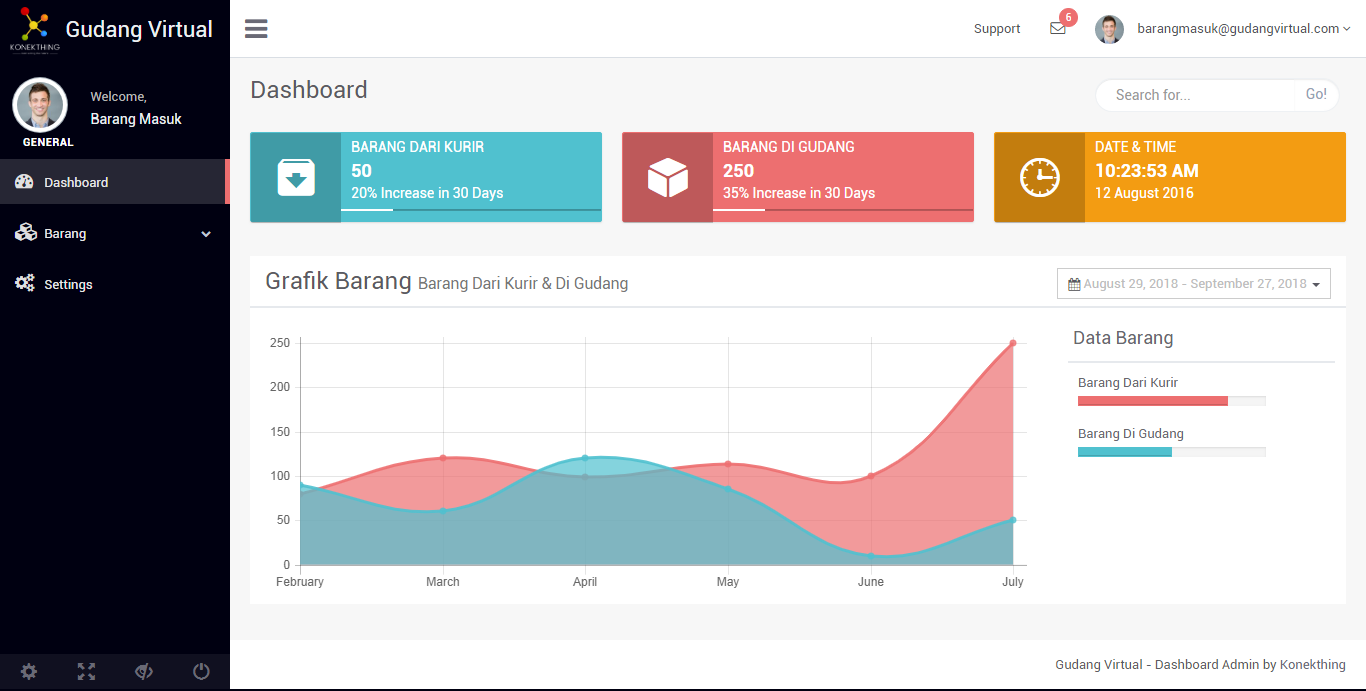 KONEKTHING
Gudang Virtual
Welcome,
Barang Masuk
GENERAL
Dashboard
Barang
Settings
Support
6
barangmasuk@gudangvirtual.com
Dashboard
Search for...
Go!
BARANG DARI KURIR
50
20% Increase in 30 Days
BARANG DI GUDANG
250
35% Increase in 30 Days
DATE & TIME
10:23:53 AM
12 August 2016
Grafik Barang Barang Dari Kurir & Di Gudang
August 29, 2018 - September 27, 2018
250
200
150
100
50
0
February March April May June July
Data Barang
Barang Dari Kurir
Barang Di Gudang
Gudang Virtual - Dashboard Admin by Konekthing